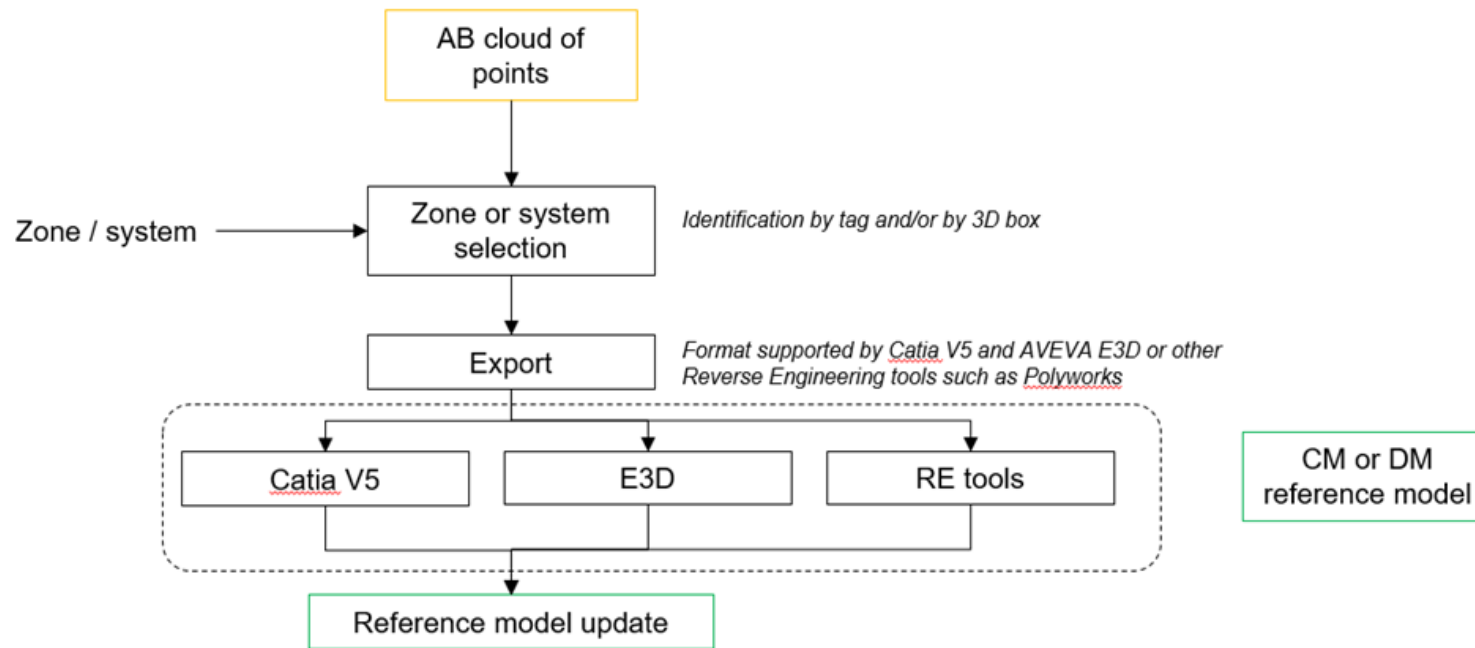 AB cloud of
points
Zone / system
Zone or system
selection
Identification by tag and/or by 3D box
Export
Format supported by Catia V5 and AVEVA E3D or other
Reverse Engineering tools such as Polyworks
Catia V5
E3D
RE tools
CM or DM
reference model
Reference model update